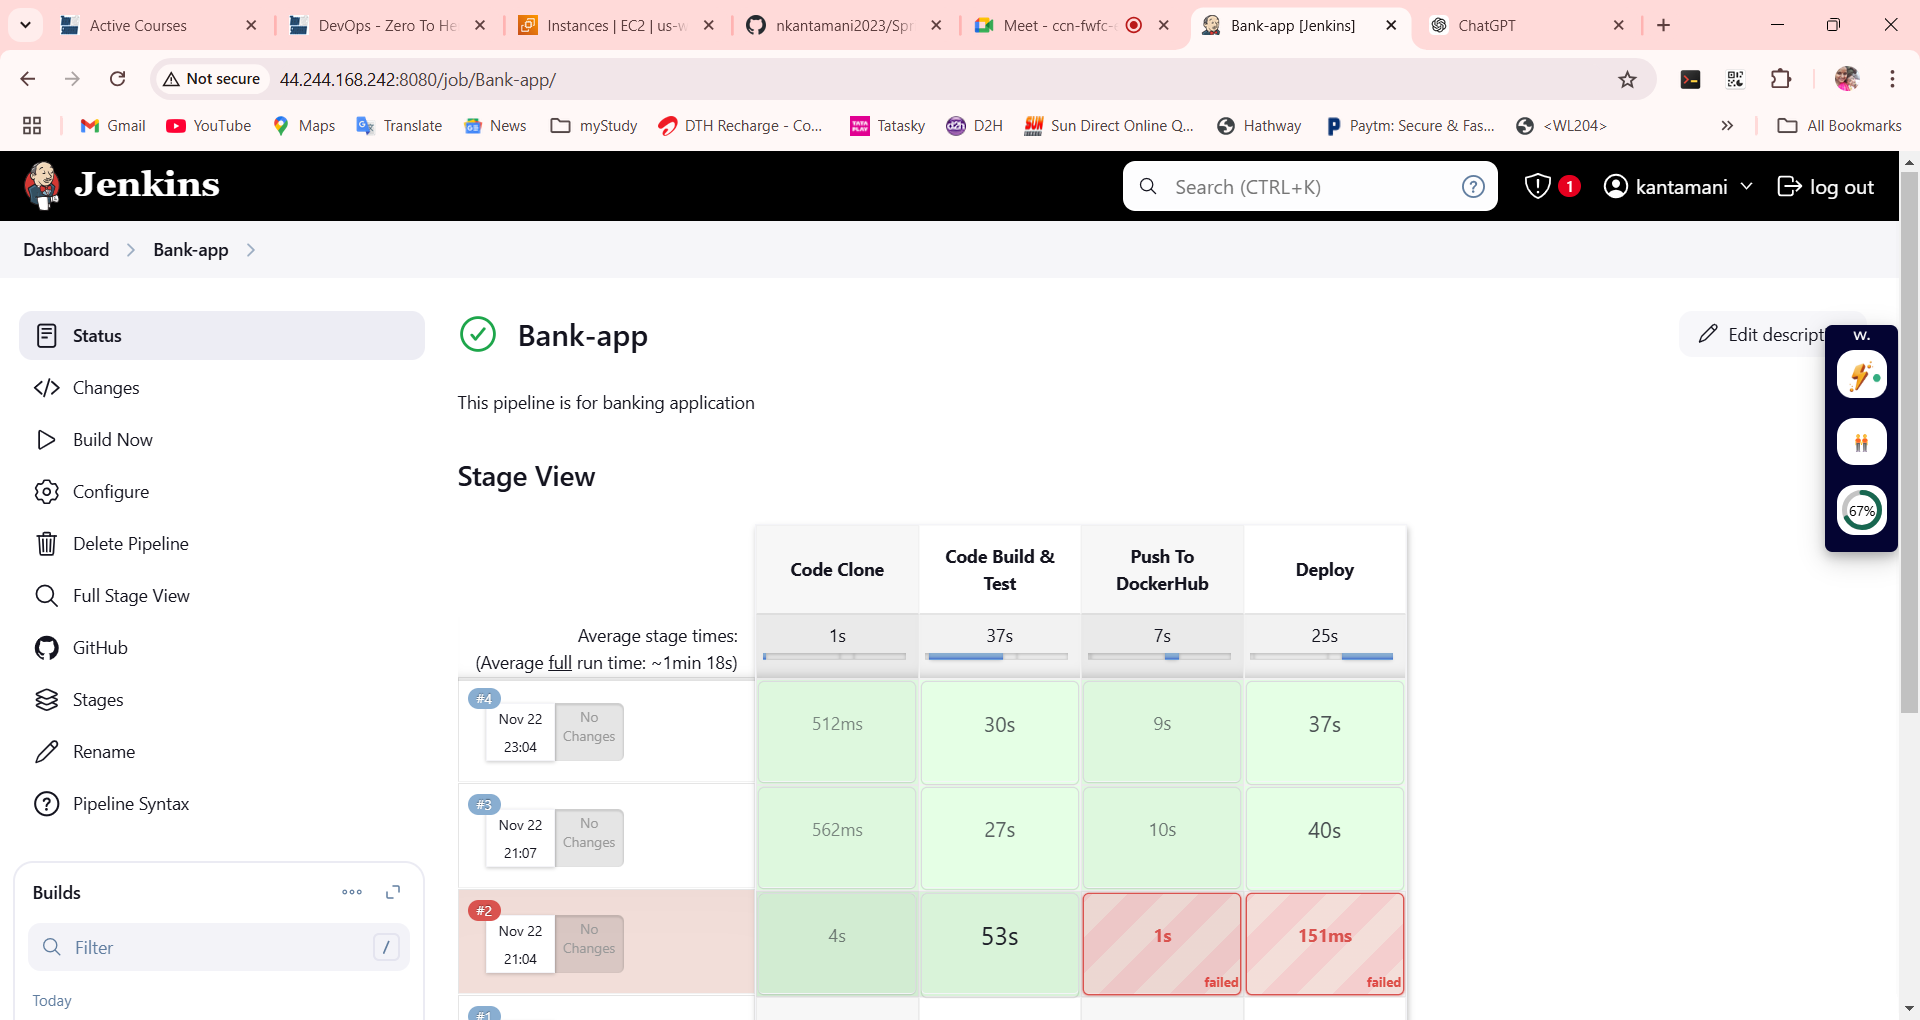 Active Courses
DevOps - Zero To He
Instances | EC2 | us-w
nkantamani2023/Spr
Meet - ccn-fwfc-
Bank-app [Jenkins]
ChatGPT
Not secure
44.244.168.242:8080/job/Bank-app/
Gmail
YouTube
Maps
Translate
News
myStudy
DTH Recharge - Co...
TATA PLAY
Tatasky
d2h
D2H
SUN
Sun Direct Online Q...
Hathway
Paytm: Secure & Fas...
<WL204>
All Bookmarks
Jenkins
Search (CTRL+K)
1
kantamani
log out
Dashboard
Bank-app
Status
Changes
Build Now
Configure
Delete Pipeline
Full Stage View
GitHub
Stages
Rename
Pipeline Syntax
Builds
Filter
/
Today
Bank-app
Edit descript
W.
67%
This pipeline is for banking application
Stage View
Code Clone
Code Build &
Test
Push To
DockerHub
Deploy
Average stage times:
(Average full run time: ~1min 18s)
1s
37s
7s
25s
#4
Nov 22
23:04
No
Changes
512ms
30s
9s
37s
#3
Nov 22
21:07
No
Changes
562ms
27s
10s
40s
#2
Nov 22
21:04
No
Changes
4s
53s
1s
failed
151ms
failed
#1